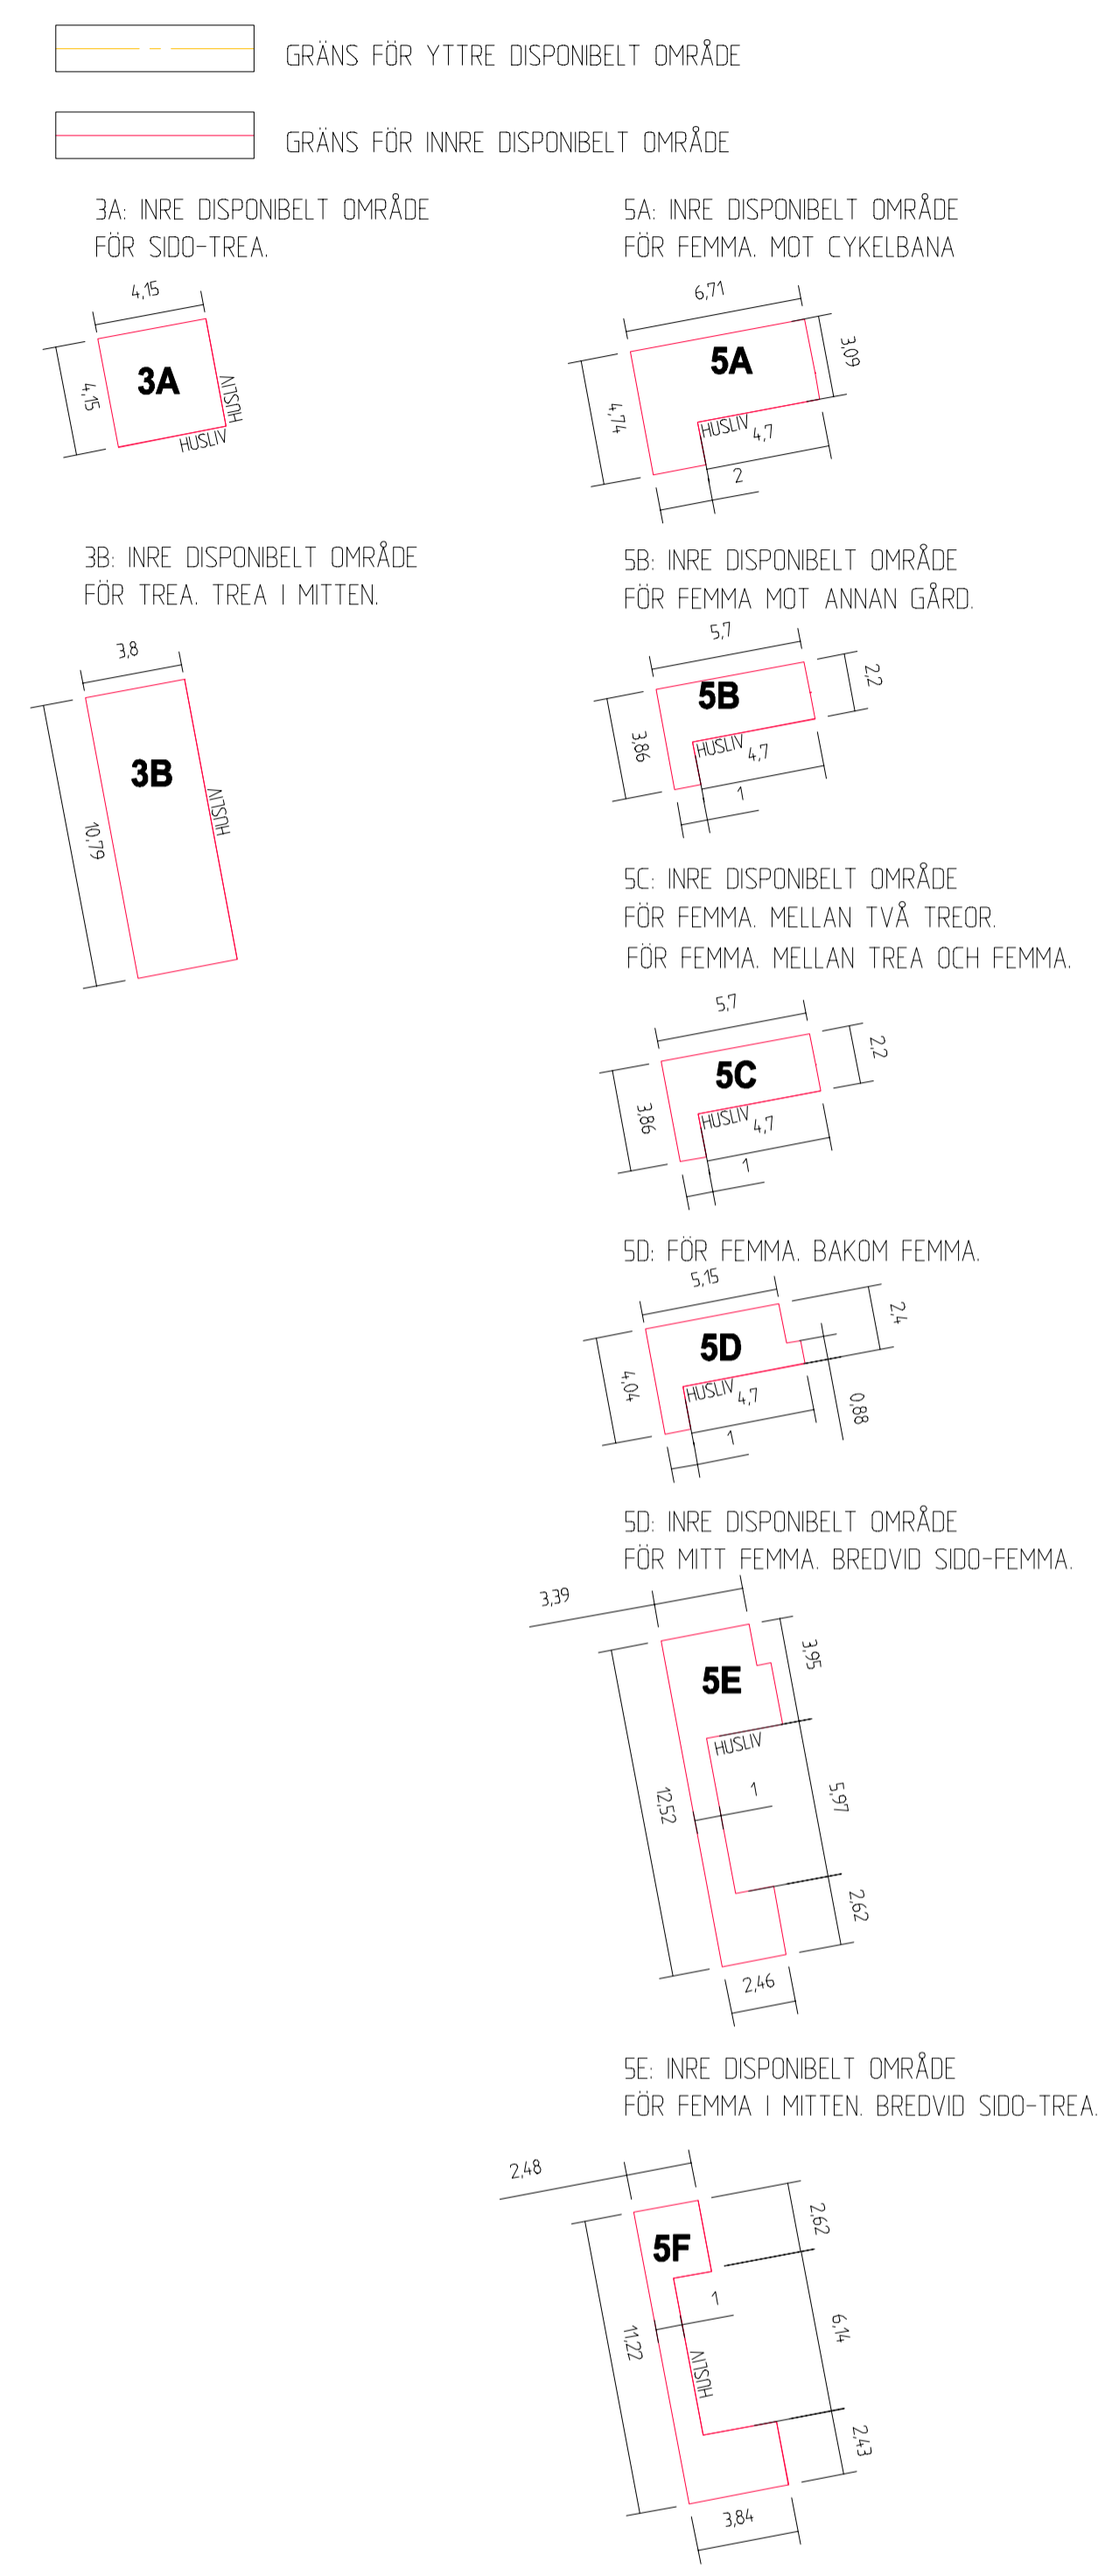 GRÄNS FÖR YTTRE DISPONIBELT OMRÅDE
GRÄNS FÖR INNRE DISPONIBELT OMRÅDE
3A: INRE DISPONIBELT OMRÅDE
FÖR SIDO-TREA.
4,15
4,15
3A
HUSLIV
HUSLIV
3B: INRE DISPONIBELT OMRÅDE
FÖR TREA. TREA I MITTEN.
3,8
3B
10,79
HUSLIV
5A: INRE DISPONIBELT OMRÅDE
FÖR FEMMA. MOT CYKELBANA
6,71
5A
3,09
4,74
HUSLIV
4,7
2
5B: INRE DISPONIBELT OMRÅDE
FÖR FEMMA MOT ANNAN GÅRD.
5,7
5B
2,2
3,86
HUSLIV
4,7
1
5C: INRE DISPONIBELT OMRÅDE
FÖR FEMMA. MELLAN TVÅ TREOR.
FÖR FEMMA. MELLAN TREA OCH FEMMA.
5,7
5C
2,2
3,86
HUSLIV
4,7
1
5D: FÖR FEMMA. BAKOM FEMMA.
5,15
5D
2,4
4,04
HUSLIV
4,7
0,88
1
5D: INRE DISPONIBELT OMRÅDE
FÖR MITT FEMMA. BREDVID SIDO-FEMMA.
3,39
5E
3,95
HUSLIV
12,52
1
5,97
2,62
2,46
5E: INRE DISPONIBELT OMRÅDE
FÖR FEMMA I MITTEN. BREDVID SIDO-TREA.
2,48
5F
2,62
1
11,22
6,14
HUSLIV
2,43
3,84